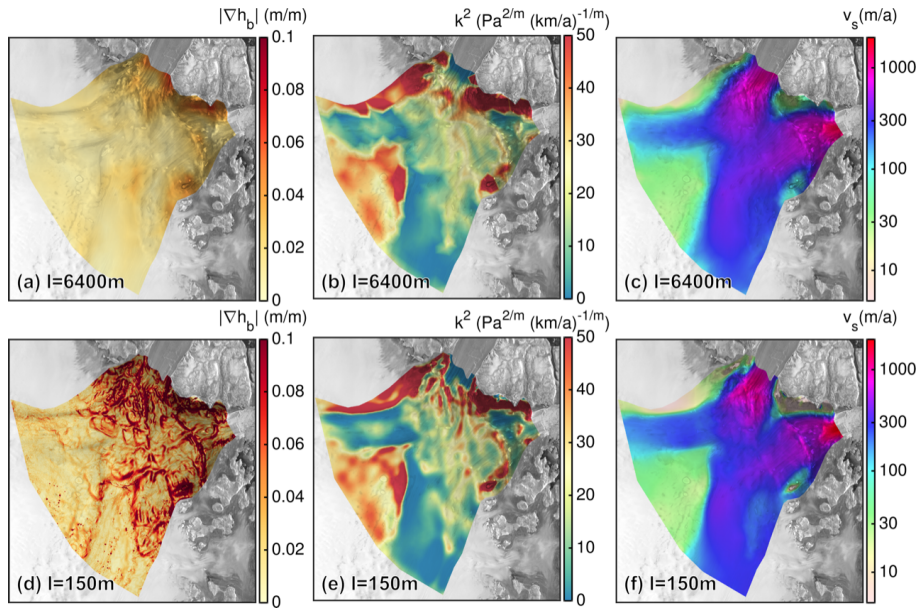 |∇h_b| (m/m)
0.1
0.08
0.06
0.04
0.02
0
(a) l=6400m
k² (Pa^{2/m} (km/a)^{-1/m})
50
40
30
20
10
0
(b) l=6400m
v_s(m/a)
1000
300
100
30
10
(c) l=6400m
|∇h_b| (m/m)
0.1
0.08
0.06
0.04
0.02
0
(d) l=150m
k² (Pa^{2/m} (km/a)^{-1/m})
50
40
30
20
10
0
(e) l=150m
v_s(m/a)
1000
300
100
30
10
(f) l=150m